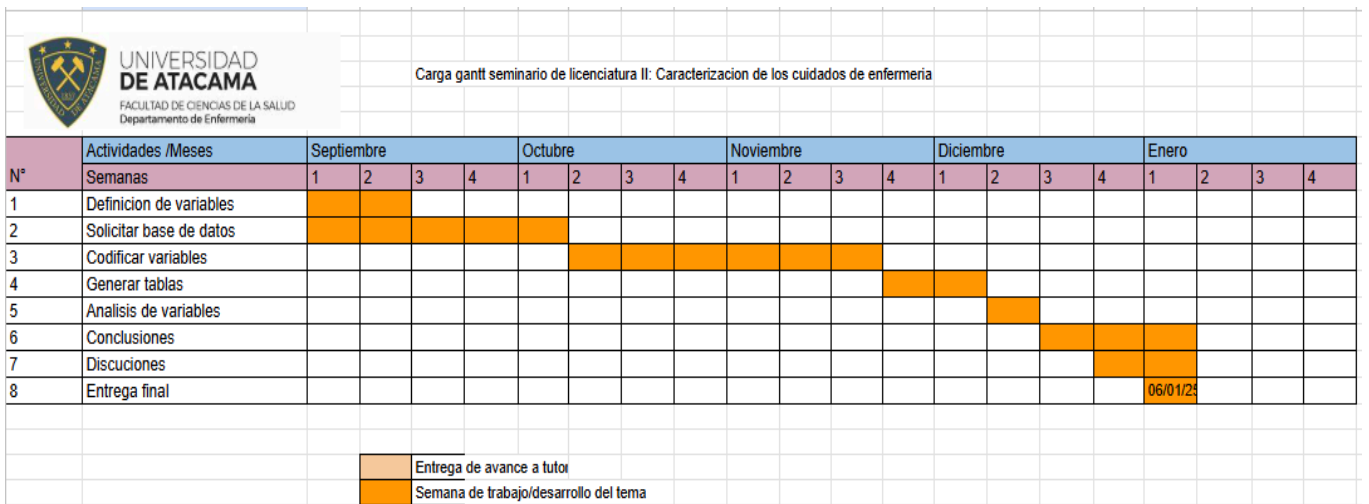 UNIVERSIDAD
DE ATACAMA
FACULTAD DE CIENCIAS DE LA SALUD
Departamento de Enfermería
Carga gantt seminario de licenciatura II: Caracterizacion de los cuidados de enfermeria
Actividades /Meses Septiembre Octubre Noviembre Diciembre Enero
N° Semanas 1 2 3 4 1 2 3 4 1 2 3 4 1 2 3 4 1 2 3 4
1 Definicion de variables
2 Solicitar base de datos
3 Codificar variables
4 Generar tablas
5 Analisis de variables
6 Conclusiones
7 Discuciones
8 Entrega final 06/01/25
Entrega de avance a tutor
Semana de trabajo/desarrollo del tema